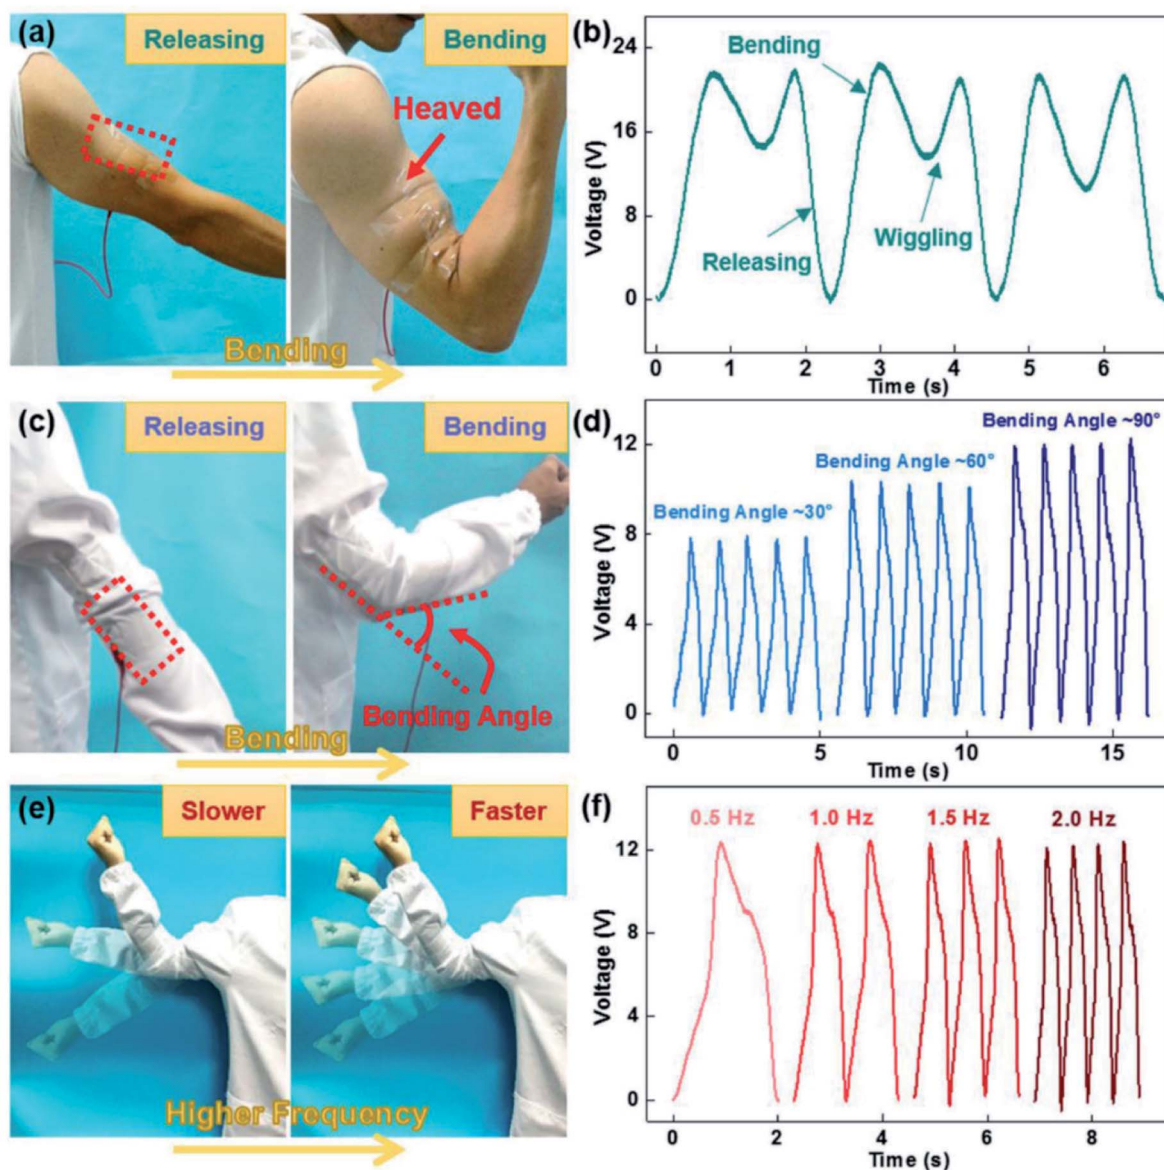 (a)
Releasing
Bending
Heaved
Bending
(b)
24
16
8
0
Voltage (V)
Bending
Releasing
Wiggling
0 1 2 3 4 5 6
Time (s)
(c)
Releasing
Bending
Bending Angle
Bending
(d)
12
8
4
0
Voltage (V)
Bending Angle ~30°
Bending Angle ~60°
Bending Angle ~90°
0 5 10 15
Time (s)
(e)
Slower
Faster
Higher Frequency
(f)
12
8
4
0
Voltage (V)
0.5 Hz 1.0 Hz 1.5 Hz 2.0 Hz
0 2 4 6 8
Time (s)